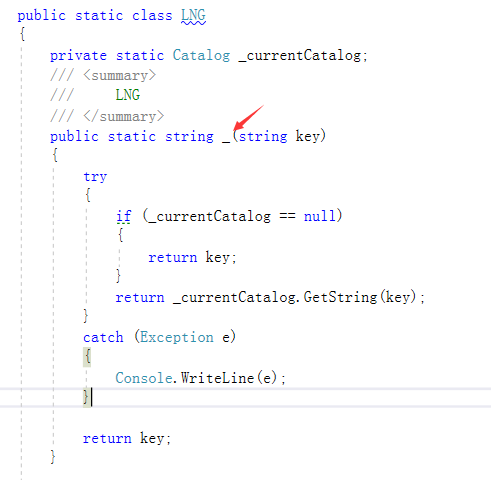 public static class LNG
{
private static Catalog _currentCatalog;
/// <summary>
/// LNG
/// </summary>
public static string _(string key)
{
try
{
if (_currentCatalog == null)
{
return key;
}
return _currentCatalog.GetString(key);
}
catch (Exception e)
{
Console.WriteLine(e);
}
return key;
}